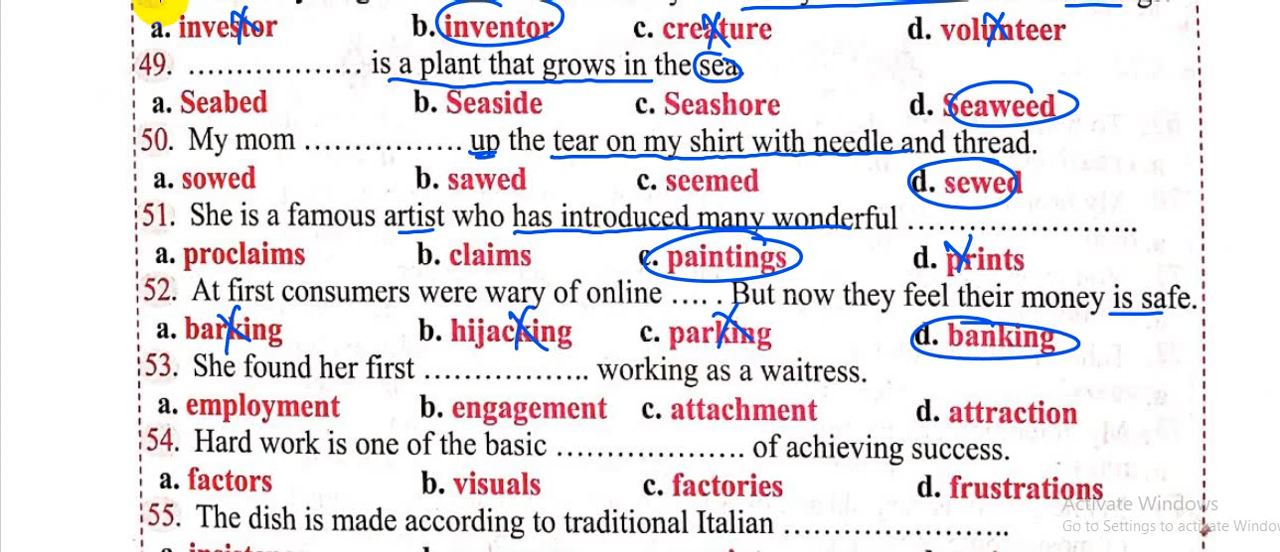 a. investor b. inventor c. creature d. volunteer
49. .................. is a plant that grows in the sea
a. Seabed b. Seaside c. Seashore d. Seaweed
50. My mom ................ up the tear on my shirt with needle and thread.
a. sowed b. sawed c. seemed d. sewed
51. She is a famous artist who has introduced many wonderful .......................
a. proclaims b. claims c. paintings d. prints
52. At first consumers were wary of online ..... . But now they feel their money is safe.
a. barking b. hijacking c. parking d. banking
53. She found her first ................. working as a waitress.
a. employment b. engagement c. attachment d. attraction
54. Hard work is one of the basic ................... of achieving success.
a. factors b. visuals c. factories d. frustrations
Activate Windows
55. The dish is made according to traditional Italian .......................
Go to Settings to activate Windo